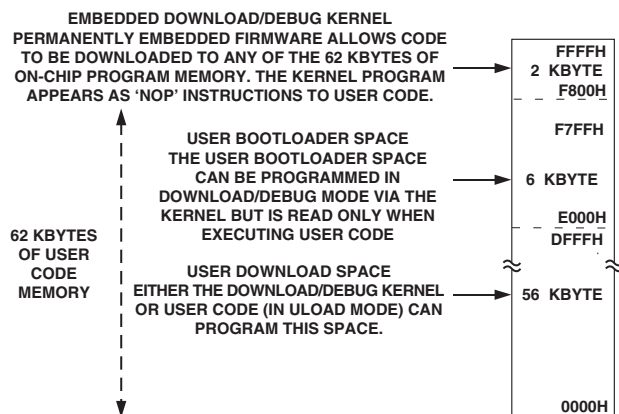 EMBEDDED DOWNLOAD/DEBUG KERNEL
PERMANENTLY EMBEDDED FIRMWARE ALLOWS CODE
TO BE DOWNLOADED TO ANY OF THE 62 KBYTES OF
ON-CHIP PROGRAM MEMORY. THE KERNEL PROGRAM
APPEARS AS ‘NOP’ INSTRUCTIONS TO USER CODE.
FFFFH
2 KBYTE
F800H
USER BOOTLOADER SPACE
THE USER BOOTLOADER SPACE
CAN BE PROGRAMMED IN
DOWNLOAD/DEBUG MODE VIA THE
KERNEL BUT IS READ ONLY WHEN
EXECUTING USER CODE
F7FFH
6 KBYTE
E000H
62 KBYTES
OF USER
CODE
MEMORY
USER DOWNLOAD SPACE
EITHER THE DOWNLOAD/DEBUG KERNEL
OR USER CODE (IN ULOAD MODE) CAN
PROGRAM THIS SPACE.
DFFFH
56 KBYTE
0000H